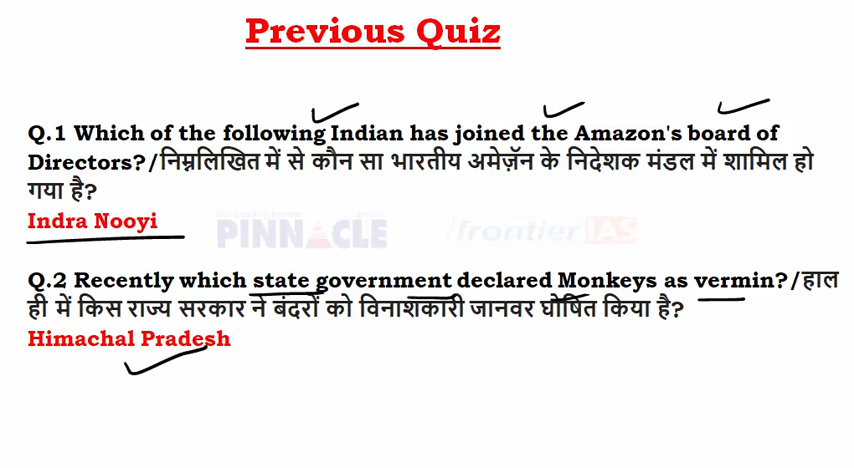 Previous Quiz
Q.1 Which of the following Indian has joined the Amazon's board of
Directors?/निम्नलिखित में से कौन सा भारतीय अमेज़ॅन के निदेशक मंडल में शामिल हो
गया है?
Indra Nooyi
PINNACLE frontierIAS
Q.2 Recently which state government declared Monkeys as vermin?/हाल
ही में किस राज्य सरकार ने बंदरों को विनाशकारी जानवर घोषित किया है?
Himachal Pradesh